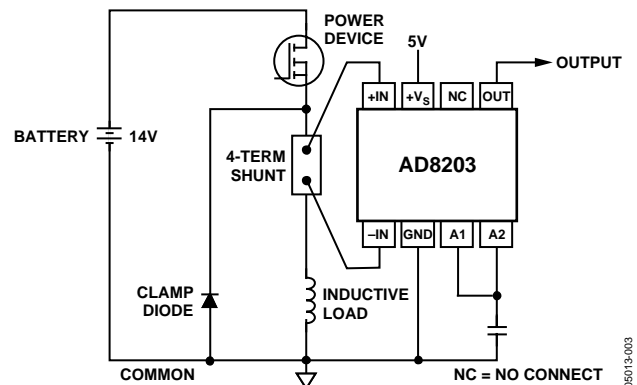 POWER
DEVICE
5V
OUTPUT
+IN
+VS
NC
OUT
BATTERY
14V
4-TERM
SHUNT
AD8203
–IN
GND
A1
A2
CLAMP
DIODE
INDUCTIVE
LOAD
COMMON
NC = NO CONNECT
05013-003